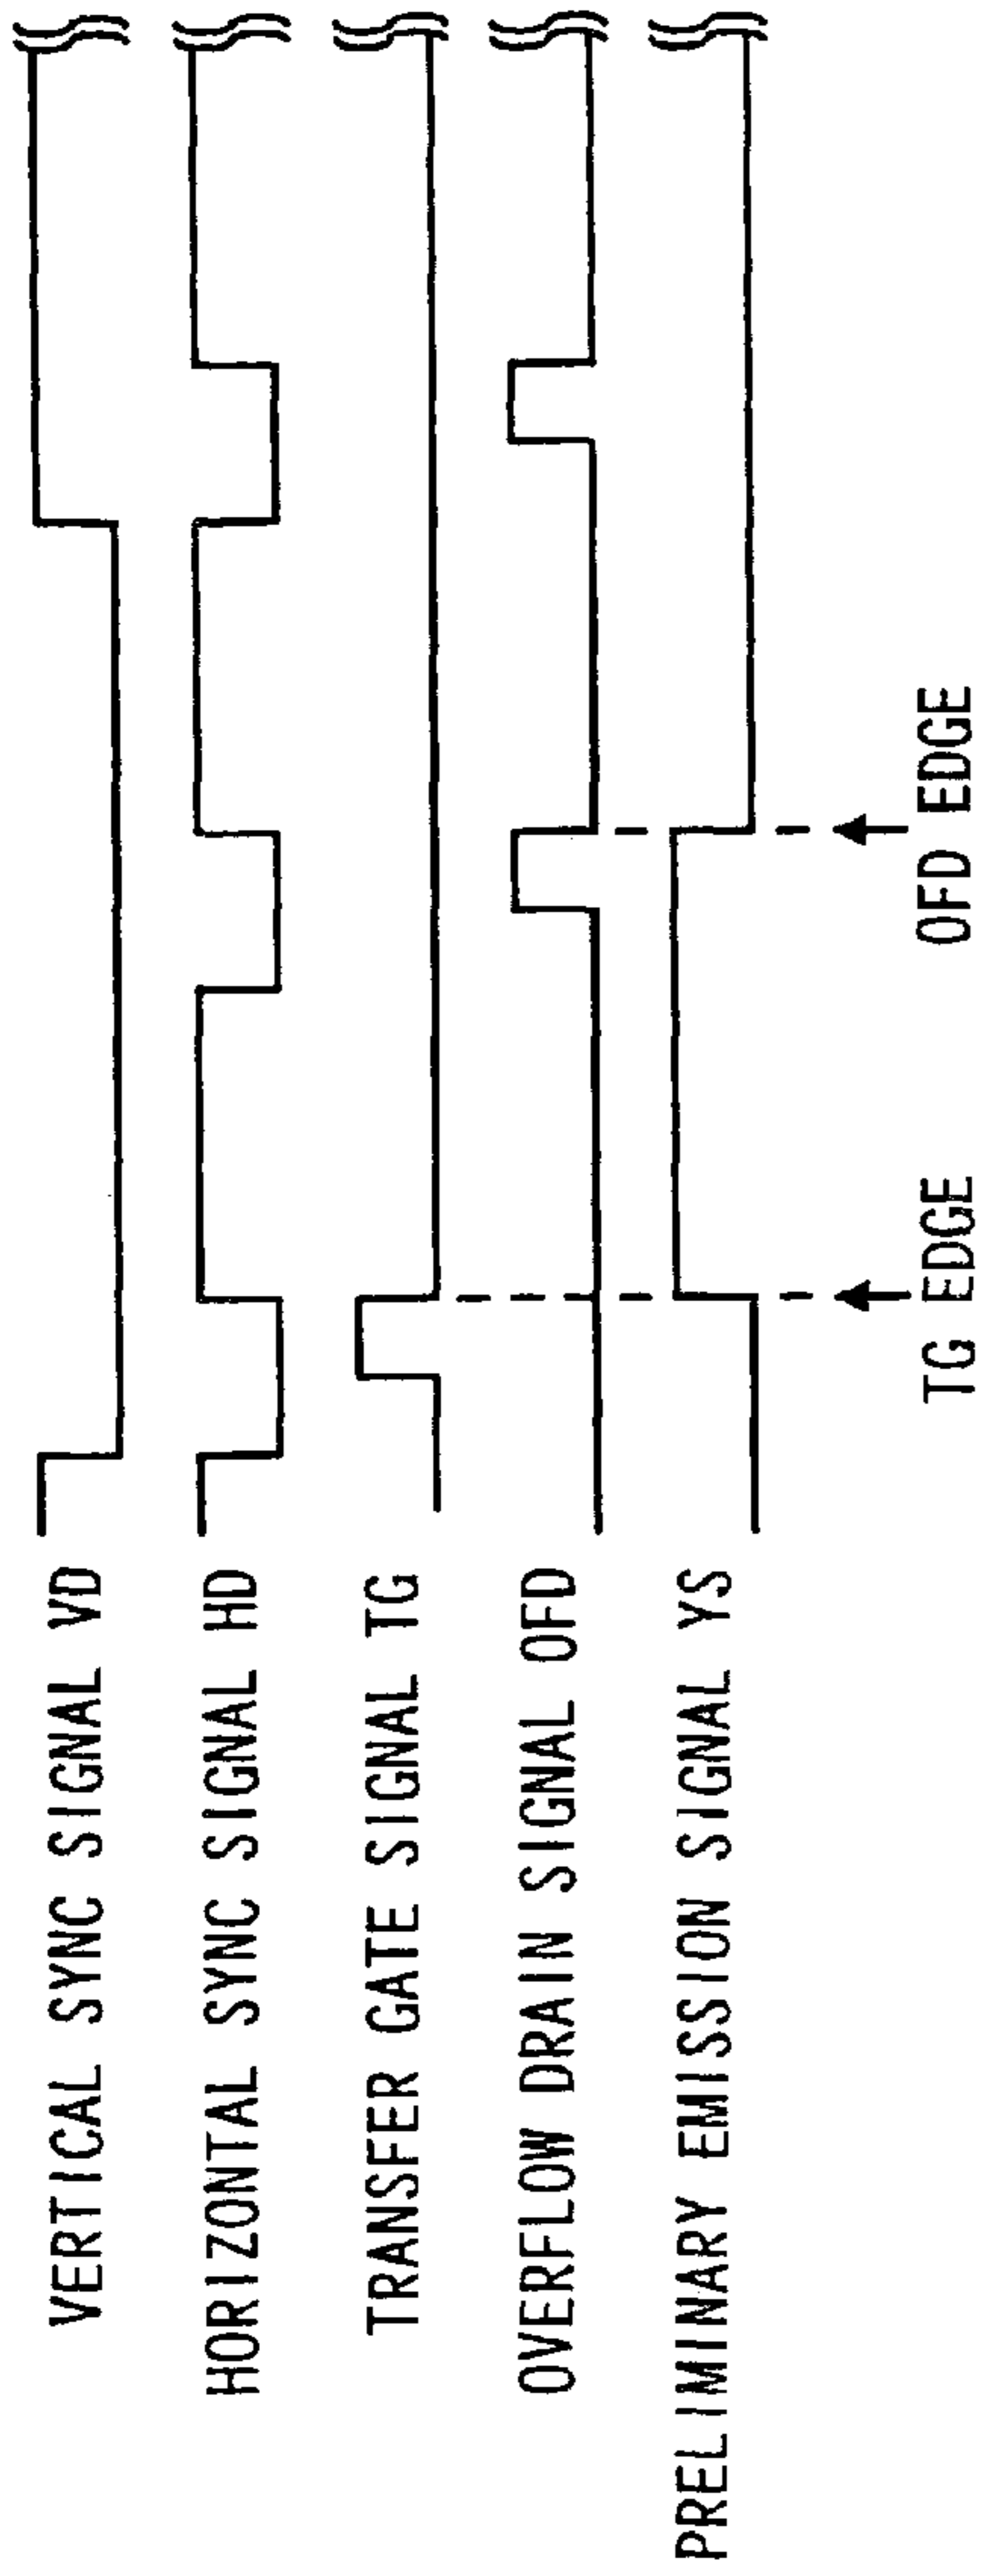 VERTICAL SYNC SIGNAL VD
HORIZONTAL SYNC SIGNAL HD
TRANSFER GATE SIGNAL TG
OVERFLOW DRAIN SIGNAL OFD
PRELIMINARY EMISSION SIGNAL YS
TG EDGE
OFD EDGE